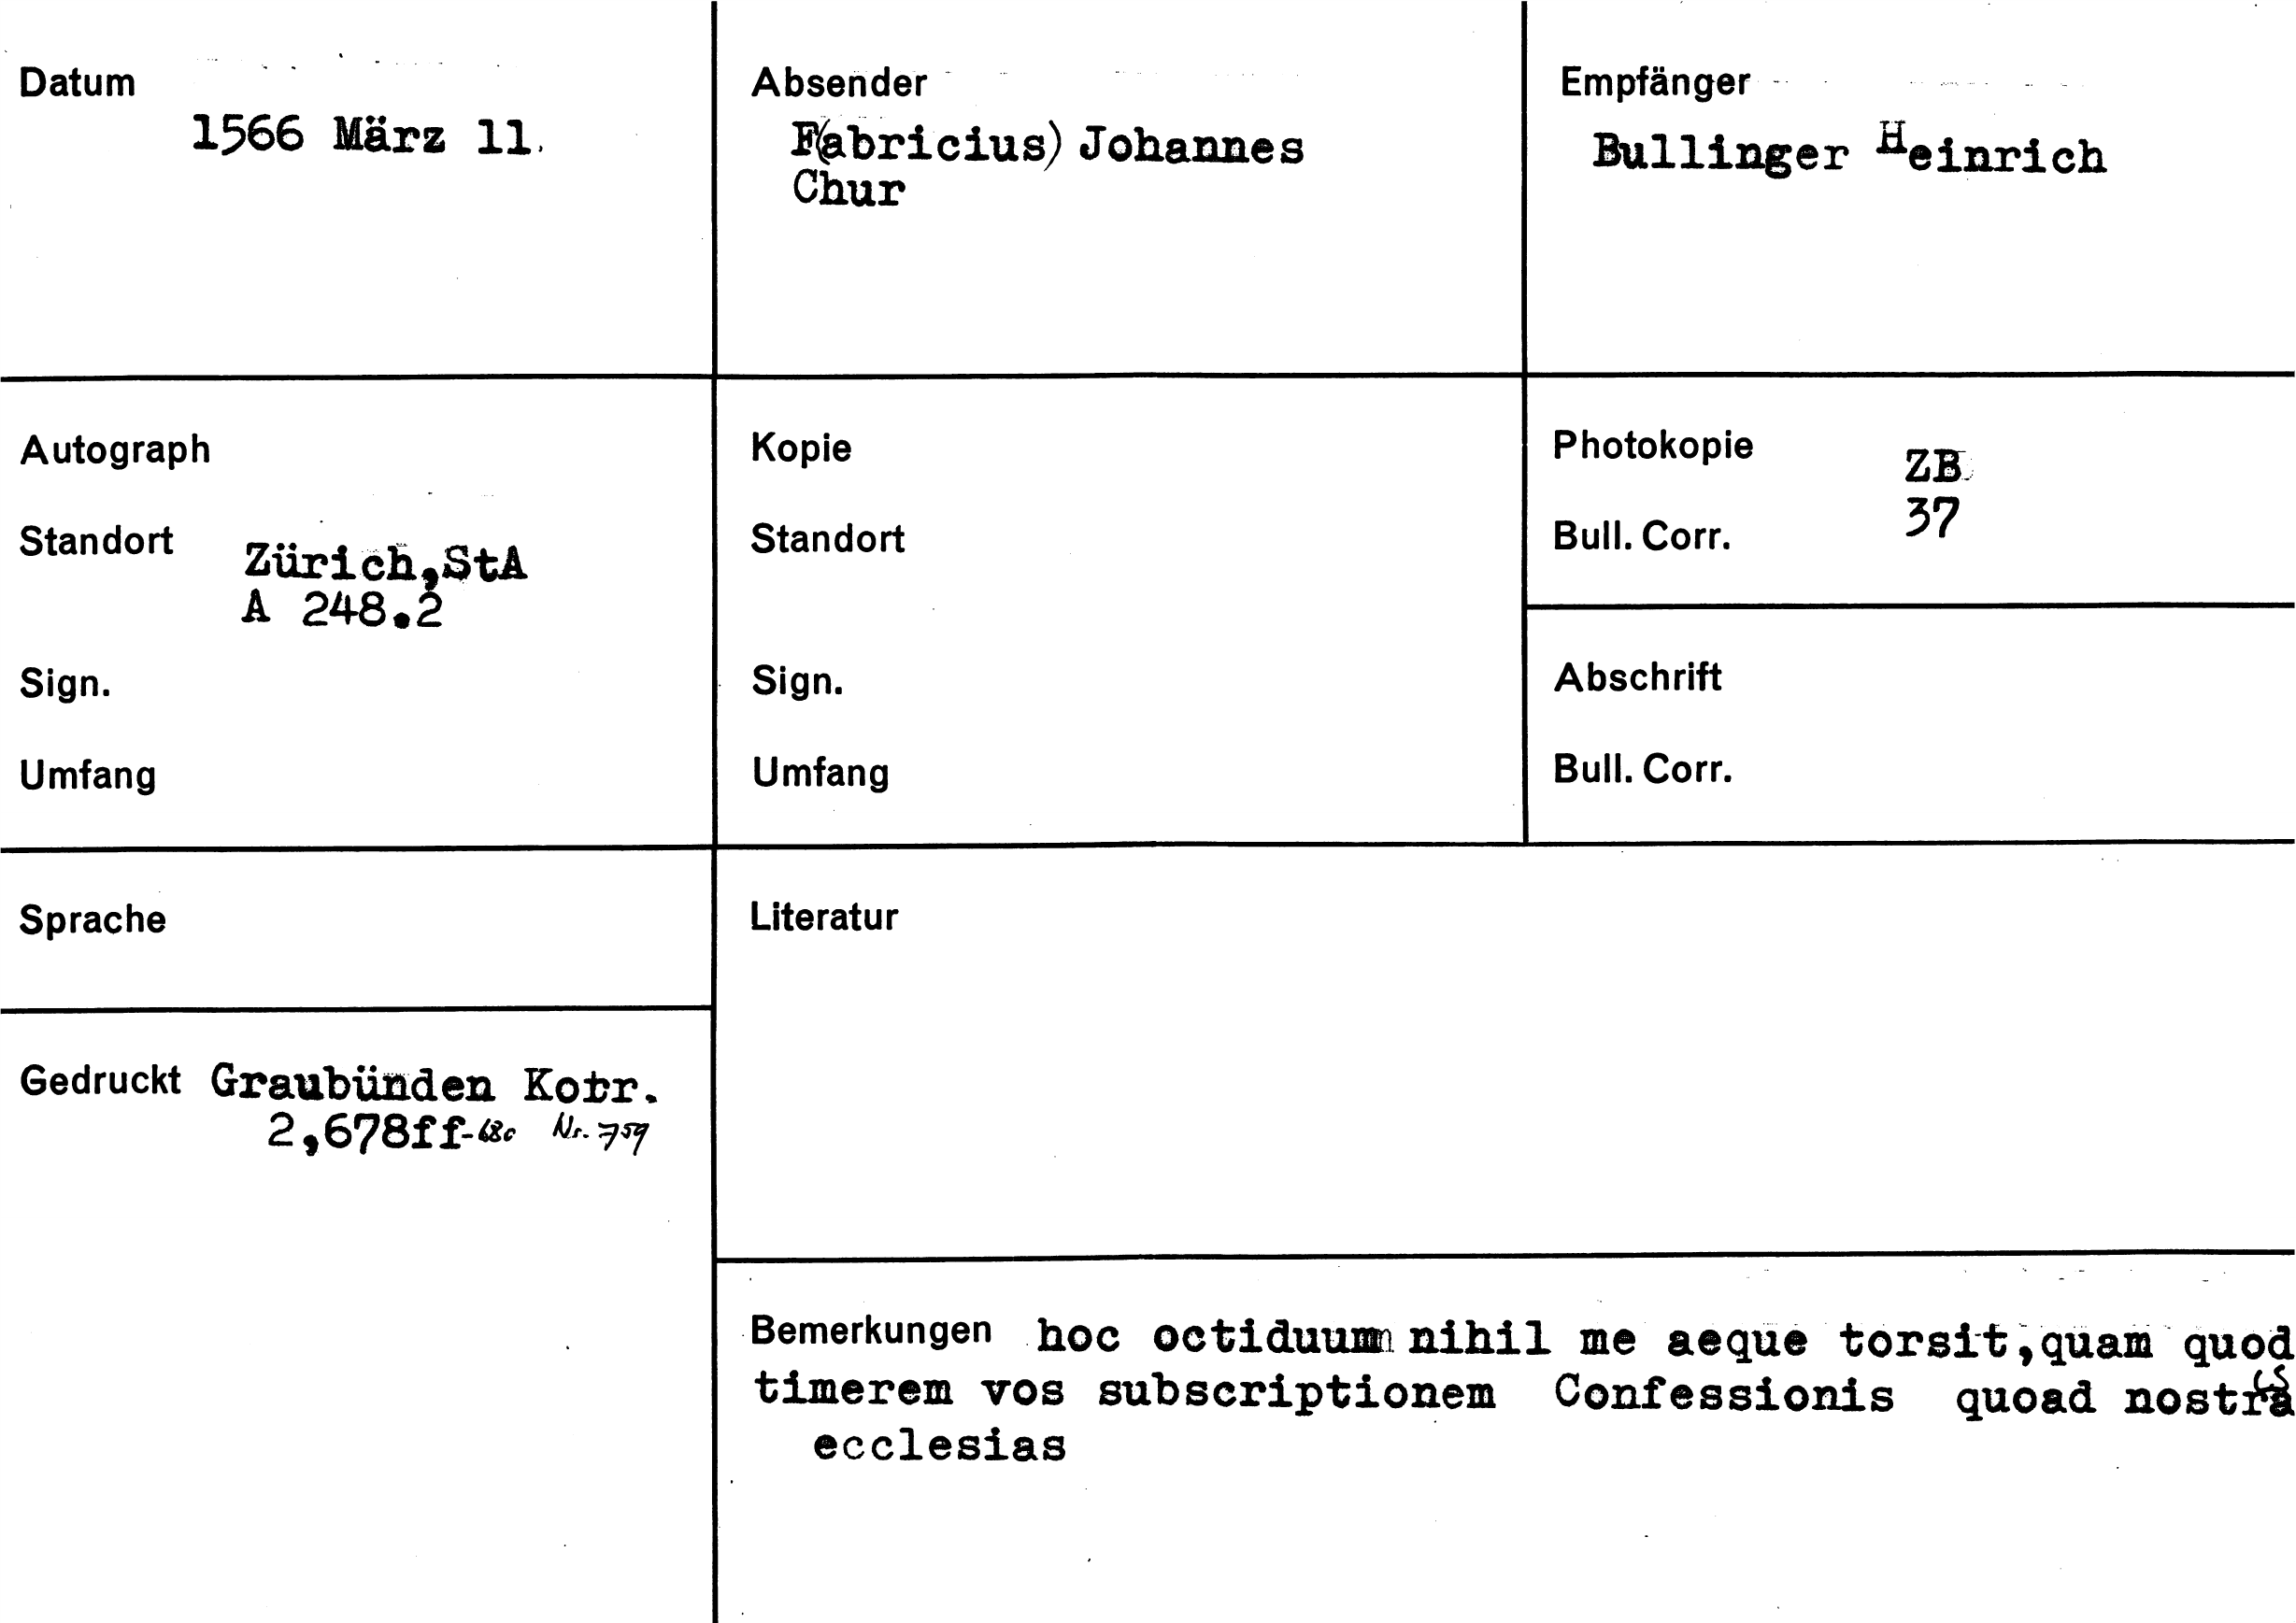 Datum
1566 März 11.
Absender
F(abricius) Johannes
Chur
Empfänger
Bullinger Heinrich
Autograph
Standort Zürich,StA
A 248.2
Sign.
Umfang
Kopie
Standort
Sign.
Umfang
Photokopie ZB
Bull. Corr. 37
Abschrift
Bull. Corr.
Sprache
Literatur
Gedruckt Graubünden Kotr.
2,678ff-680 Nr. 759
Bemerkungen hoc octiduum nihil me aeque torsit,quam quod
timerem vos subscriptionem Confessionis quoad nostras
ecclesias